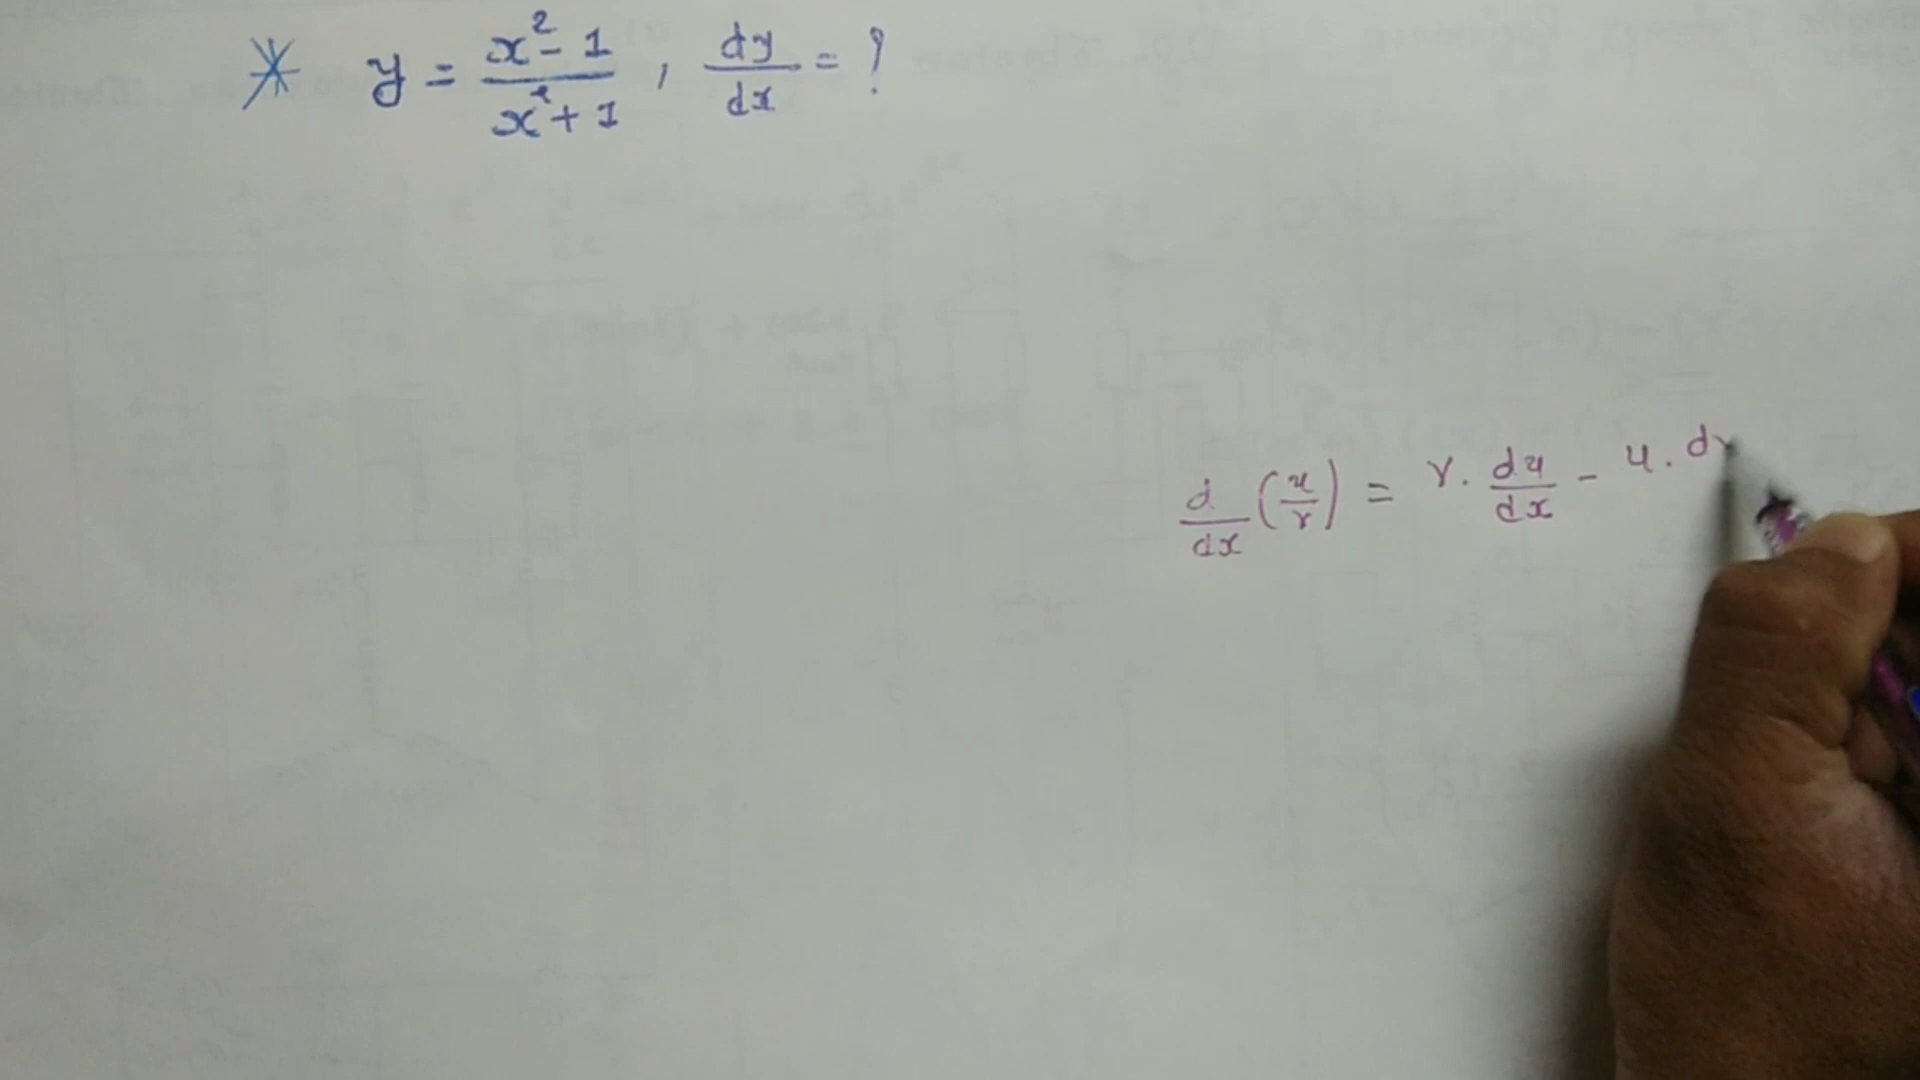 * y = x² - 1 / x² + 1 , dy/dx = ?
d/dx (u/v) = v. du/dx - u. dv